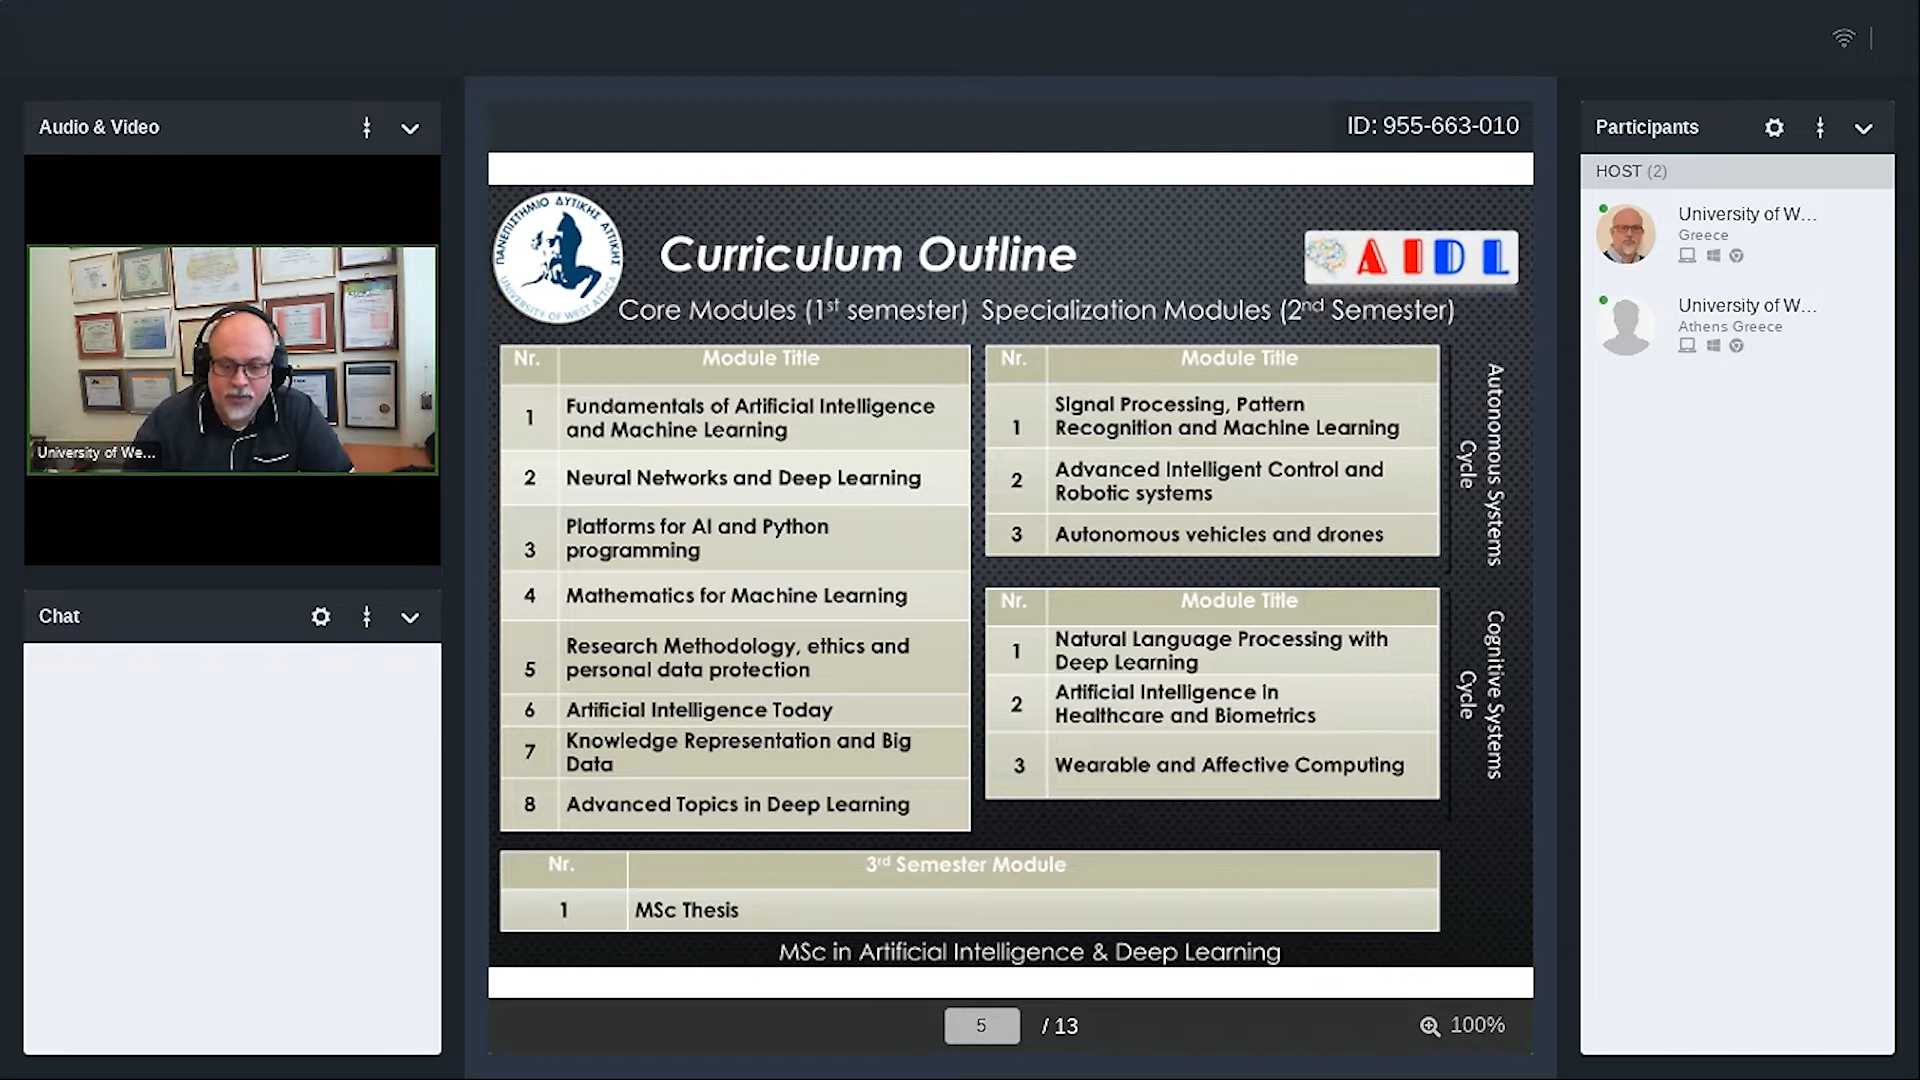 Audio & Video
University of We...
Chat
ID: 955-663-010
ΠΑΝΕΠΙΣΤΗΜΙΟ ΔΥΤΙΚΗΣ ΑΤΤΙΚΗΣ
UNIVERSITY OF WEST ATTICA
Curriculum Outline
AIDL
Core Modules (1st semester) Specialization Modules (2nd Semester)
Nr. Module Title
1 Fundamentals of Artificial Intelligence
and Machine Learning
2 Neural Networks and Deep Learning
3 Platforms for AI and Python
programming
4 Mathematics for Machine Learning
5 Research Methodology, ethics and
personal data protection
6 Artificial Intelligence Today
7 Knowledge Representation and Big
Data
8 Advanced Topics in Deep Learning
Nr. Module Title
1 Signal Processing, Pattern
Recognition and Machine Learning
2 Advanced Intelligent Control and
Robotic systems
3 Autonomous vehicles and drones
Autonomous Systems
Cycle
Nr. Module Title
1 Natural Language Processing with
Deep Learning
2 Artificial Intelligence in
Healthcare and Biometrics
3 Wearable and Affective Computing
Cognitive Systems
Cycle
Nr. 3rd Semester Module
1 MSc Thesis
MSc in Artificial Intelligence & Deep Learning
5 / 13
100%
Participants
HOST (2)
University of W...
Greece
University of W...
Athens Greece